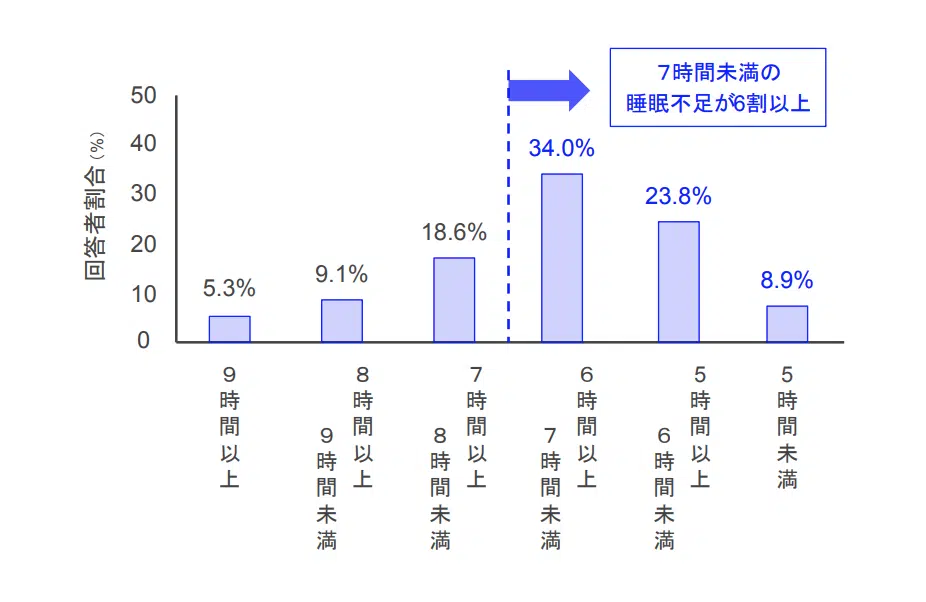 7時間未満の
睡眠不足が6割以上
回答者割合(%)
50
40
30
20
10
0
5.3%
9.1%
18.6%
34.0%
23.8%
8.9%
9時間以上
8時間以上
9時間未満
7時間以上
8時間未満
6時間以上
7時間未満
5時間以上
6時間未満
5時間未満